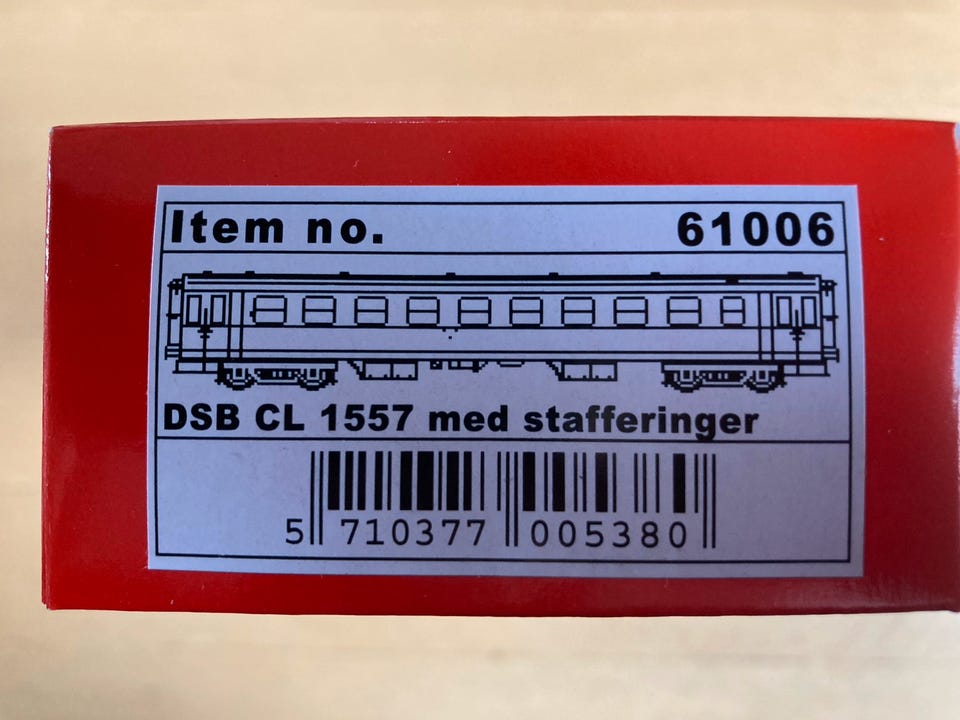 Item no. 61006
DSB CL 1557 med stafferinger
5 710377 005380